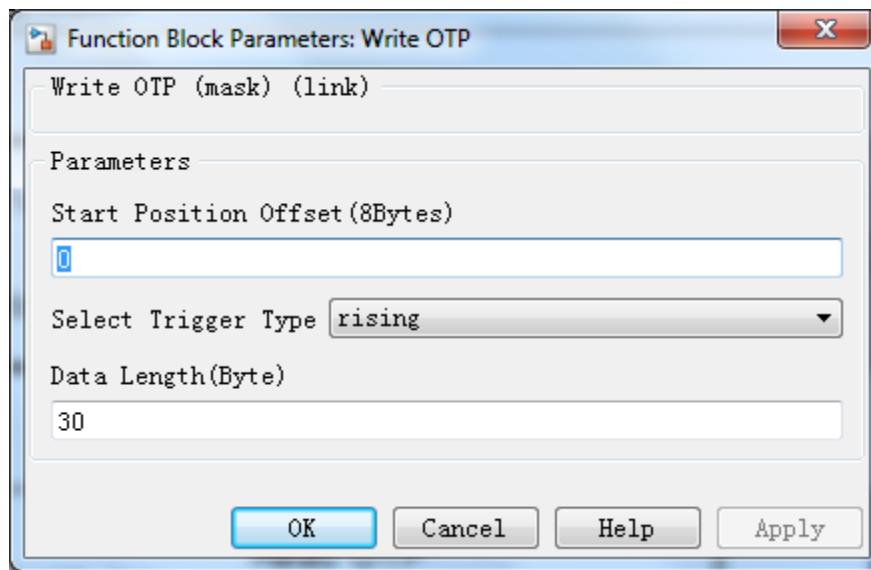 Function Block Parameters: Write OTP
Write OTP (mask) (link)
Parameters
Start Position Offset(8Bytes)
0
Select Trigger Type rising
Data Length(Byte)
30
OK Cancel Help Apply